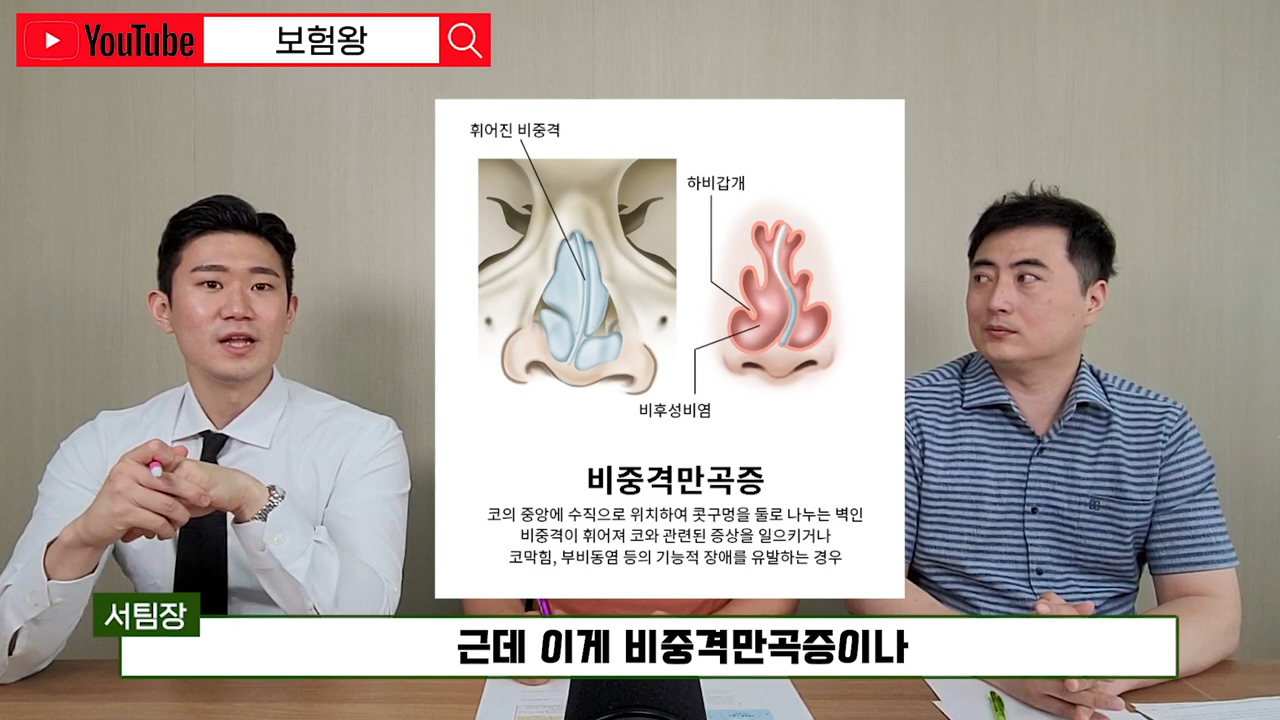 YouTube
보험왕
휘어진 비중격
하비갑개
비후성비염
비중격만곡증
코의 중앙에 수직으로 위치하여 콧구멍을 둘로 나누는 벽인
비중격이 휘어져 코와 관련된 증상을 일으키거나
코막힘, 부비동염 등의 기능적 장애를 유발하는 경우
서팀장
근데 이게 비중격만곡증이나